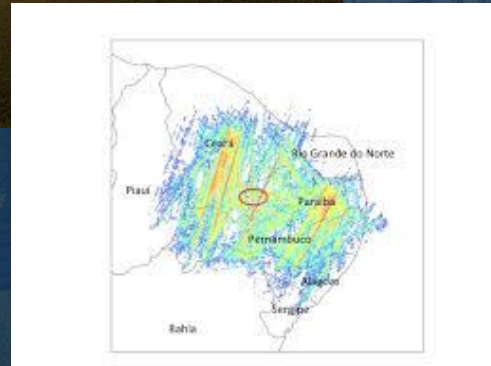 Ceará
Rio Grande do Norte
Piauí
Paraíba
Pernambuco
Alagoas
Sergipe
Bahia